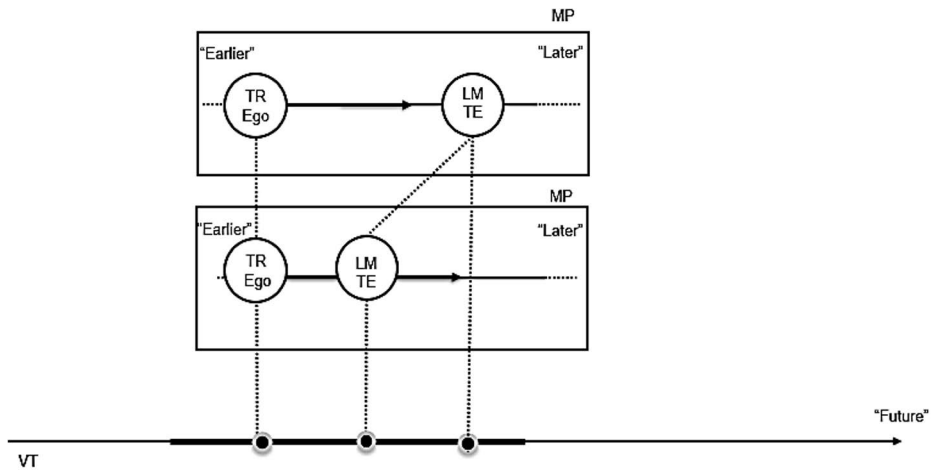 MP
“Earlier”
“Later”
TR
Ego
LM
TE
MP
“Earlier”
“Later”
TR
Ego
LM
TE
“Future”
VT